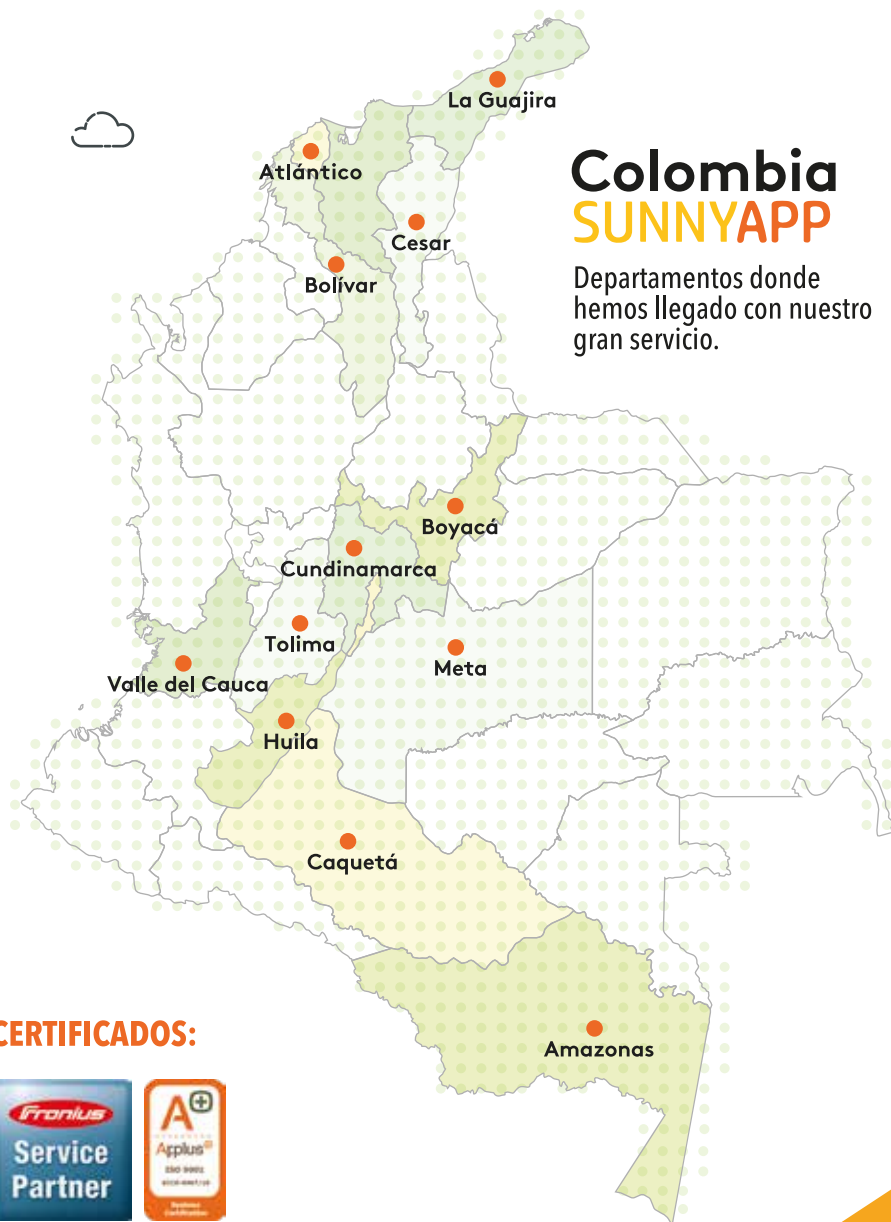 La Guajira
Atlántico
Colombia
SUNNYAPP
Cesar
Bolívar
Departamentos donde
hemos llegado con nuestro
gran servicio.
Boyacá
Cundinamarca
Tolima
Meta
Valle del Cauca
Huila
Caquetá
Amazonas
CERTIFICADOS:
Fronius
Service
Partner
A+
Applus+
ISO 9001